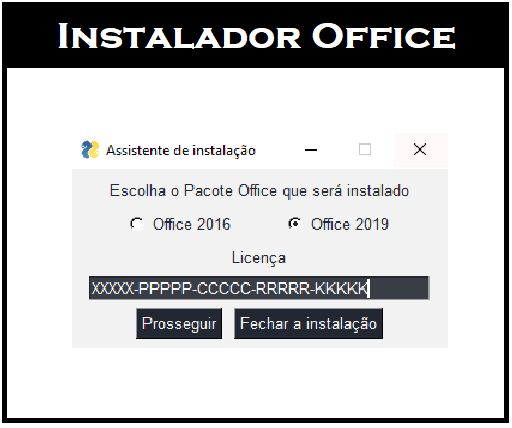 Instalador Office
Assistente de instalação
Escolha o Pacote Office que será instalado
Office 2016 Office 2019
Licença
XXXXX-PPPPP-CCCCC-RRRRR-KKKKK
Prosseguir Fechar a instalação